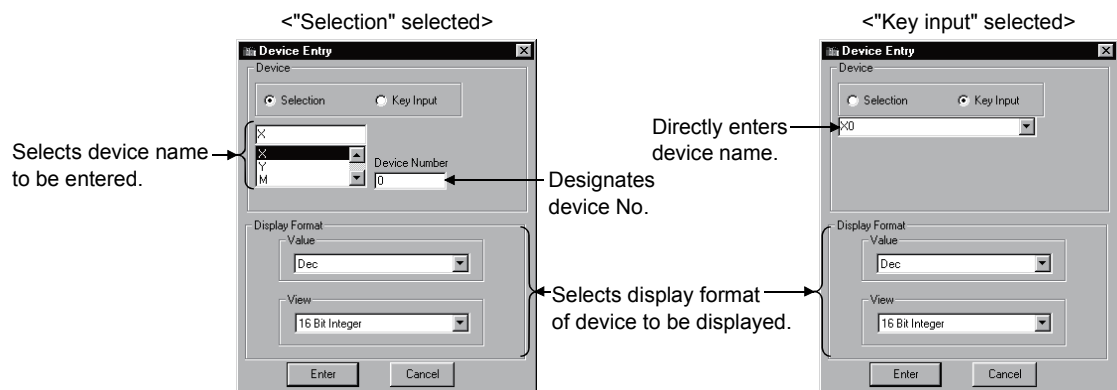 <"Selection" selected>
Device Entry
Device
Selection
Key Input
X
X
Y
M
Device Number
0
Selects device name
to be entered.
Designates
device No.
Display Format
Value
Dec
View
16 Bit Integer
Enter
Cancel
Selects display format
of device to be displayed.
<"Key input" selected>
Device Entry
Device
Selection
Key Input
X0
Directly enters
device name.
Display Format
Value
Dec
View
16 Bit Integer
Enter
Cancel